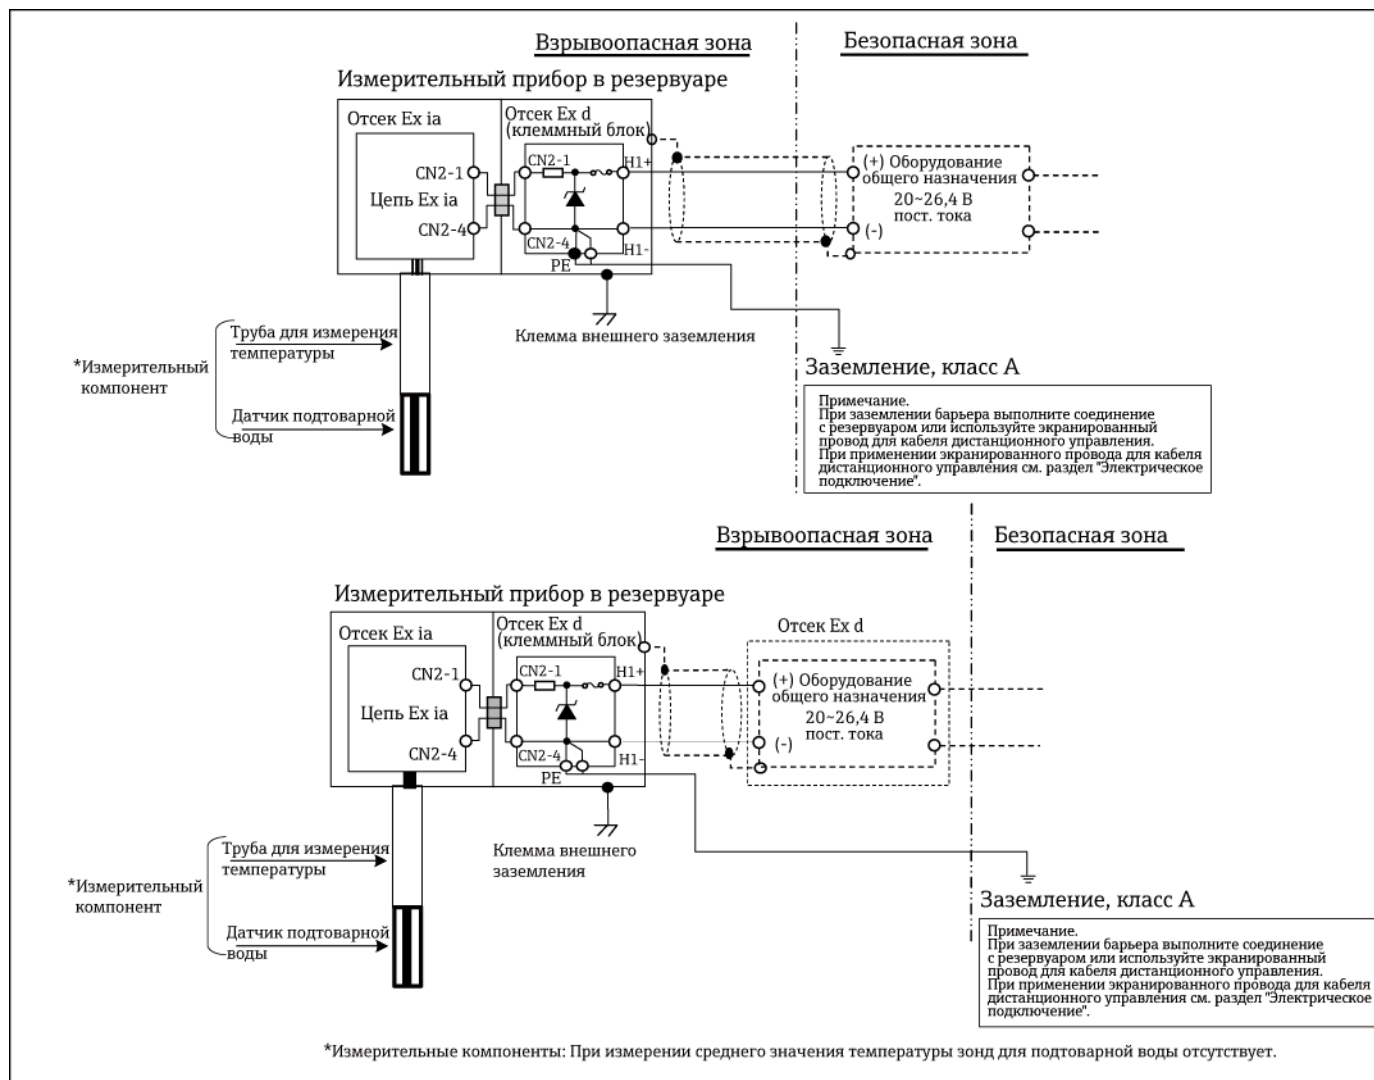 Взрывоопасная зона
Безопасная зона
Измерительный прибор в резервуаре
Отсек Ex ia
Отсек Ex d
(клеммный блок)
CN2-1
CN2-1
H1+
(+) Оборудование
общего назначения
Цепь Ex ia
20~26,4 В
пост. тока
CN2-4
CN2-4
H1-
(-)
PE
Труба для измерения
температуры
Клемма внешнего заземления
*Измерительный
компонент
Заземление, класс А
Датчик подтоварной
воды
Примечание.
При заземлении барьера выполните соединение
с резервуаром или используйте экранированный
провод для кабеля дистанционного управления.
При применении экранированного провода для кабеля
дистанционного управления см. раздел "Электрическое
подключение".
Взрывоопасная зона
Безопасная зона
Измерительный прибор в резервуаре
Отсек Ex ia
Отсек Ex d
(клеммный блок)
Отсек Ex d
CN2-1
CN2-1
H1+
(+) Оборудование
общего назначения
Цепь Ex ia
20~26,4 В
пост. тока
CN2-4
CN2-4
H1-
(-)
PE
Труба для измерения
температуры
Клемма внешнего
заземления
*Измерительный
компонент
Заземление, класс А
Датчик подтоварной
воды
Примечание.
При заземлении барьера выполните соединение
с резервуаром или используйте экранированный
провод для кабеля дистанционного управления.
При применении экранированного провода для кабеля
дистанционного управления см. раздел "Электрическое
подключение".
*Измерительные компоненты: При измерении среднего значения температуры зонд для подтоварной воды отсутствует.